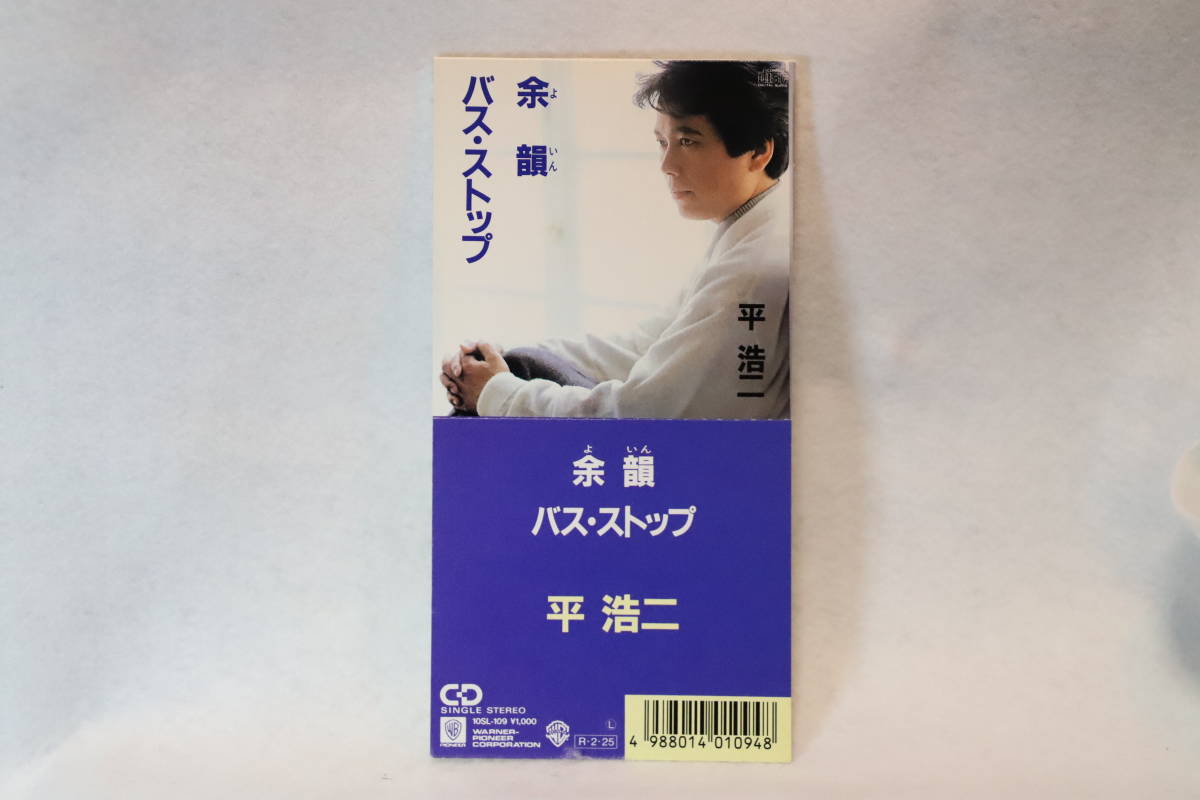 余韻
よいん
バス・ストップ
平 浩二
余韻
よ いん
バス・ストップ
平 浩二
CD
SINGLE STEREO
10SL-109 ¥1,000
WARNER-
PIONEER
CORPORATION
PIONEER
L
R・2・25
4 988014 010948